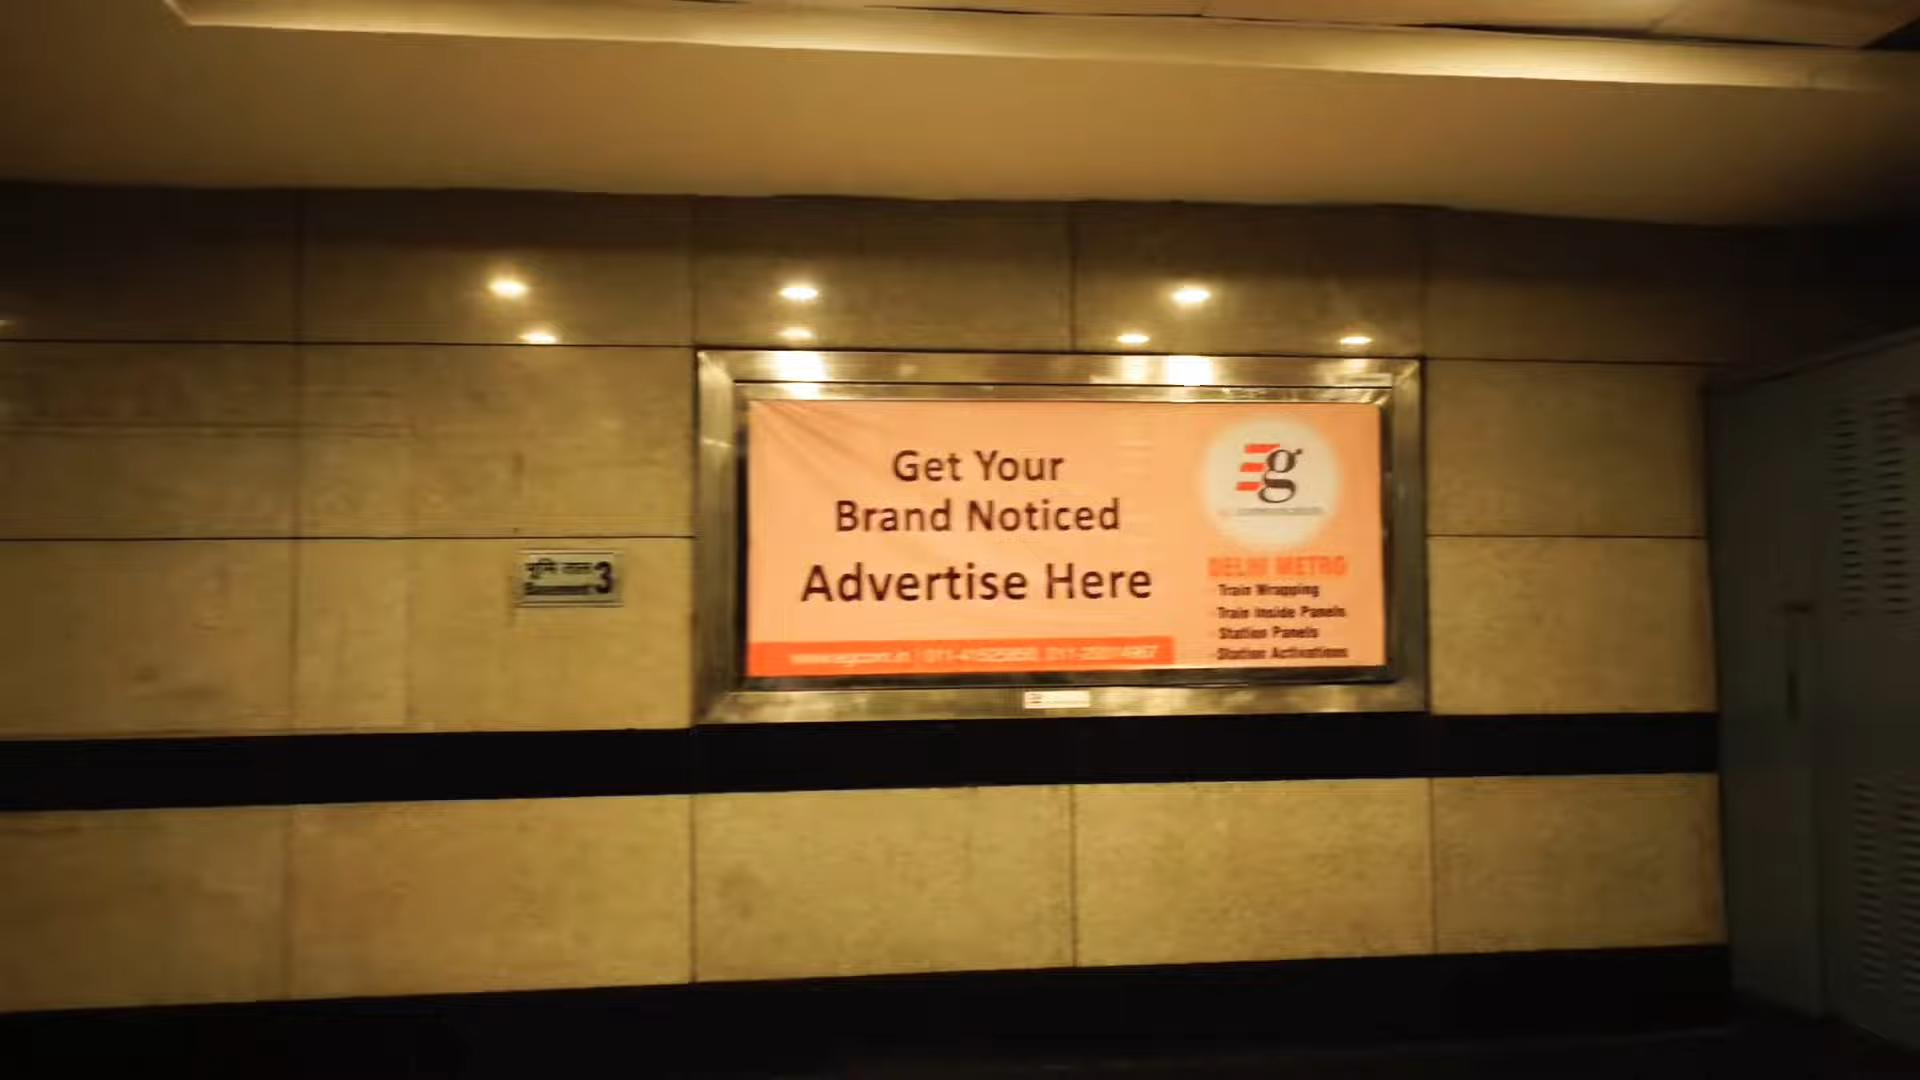 भूमि तल 3
Basement
Get Your
Brand Noticed
Advertise Here
Eg
DELHI METRO
Train Wrapping
Train Inside Panels
Station Panels
Station Activations